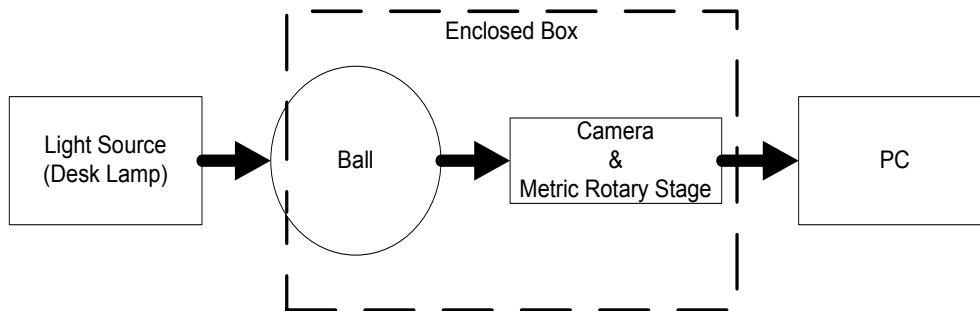 Enclosed Box
Light Source
(Desk Lamp)
Ball
Camera
&
Metric Rotary Stage
PC